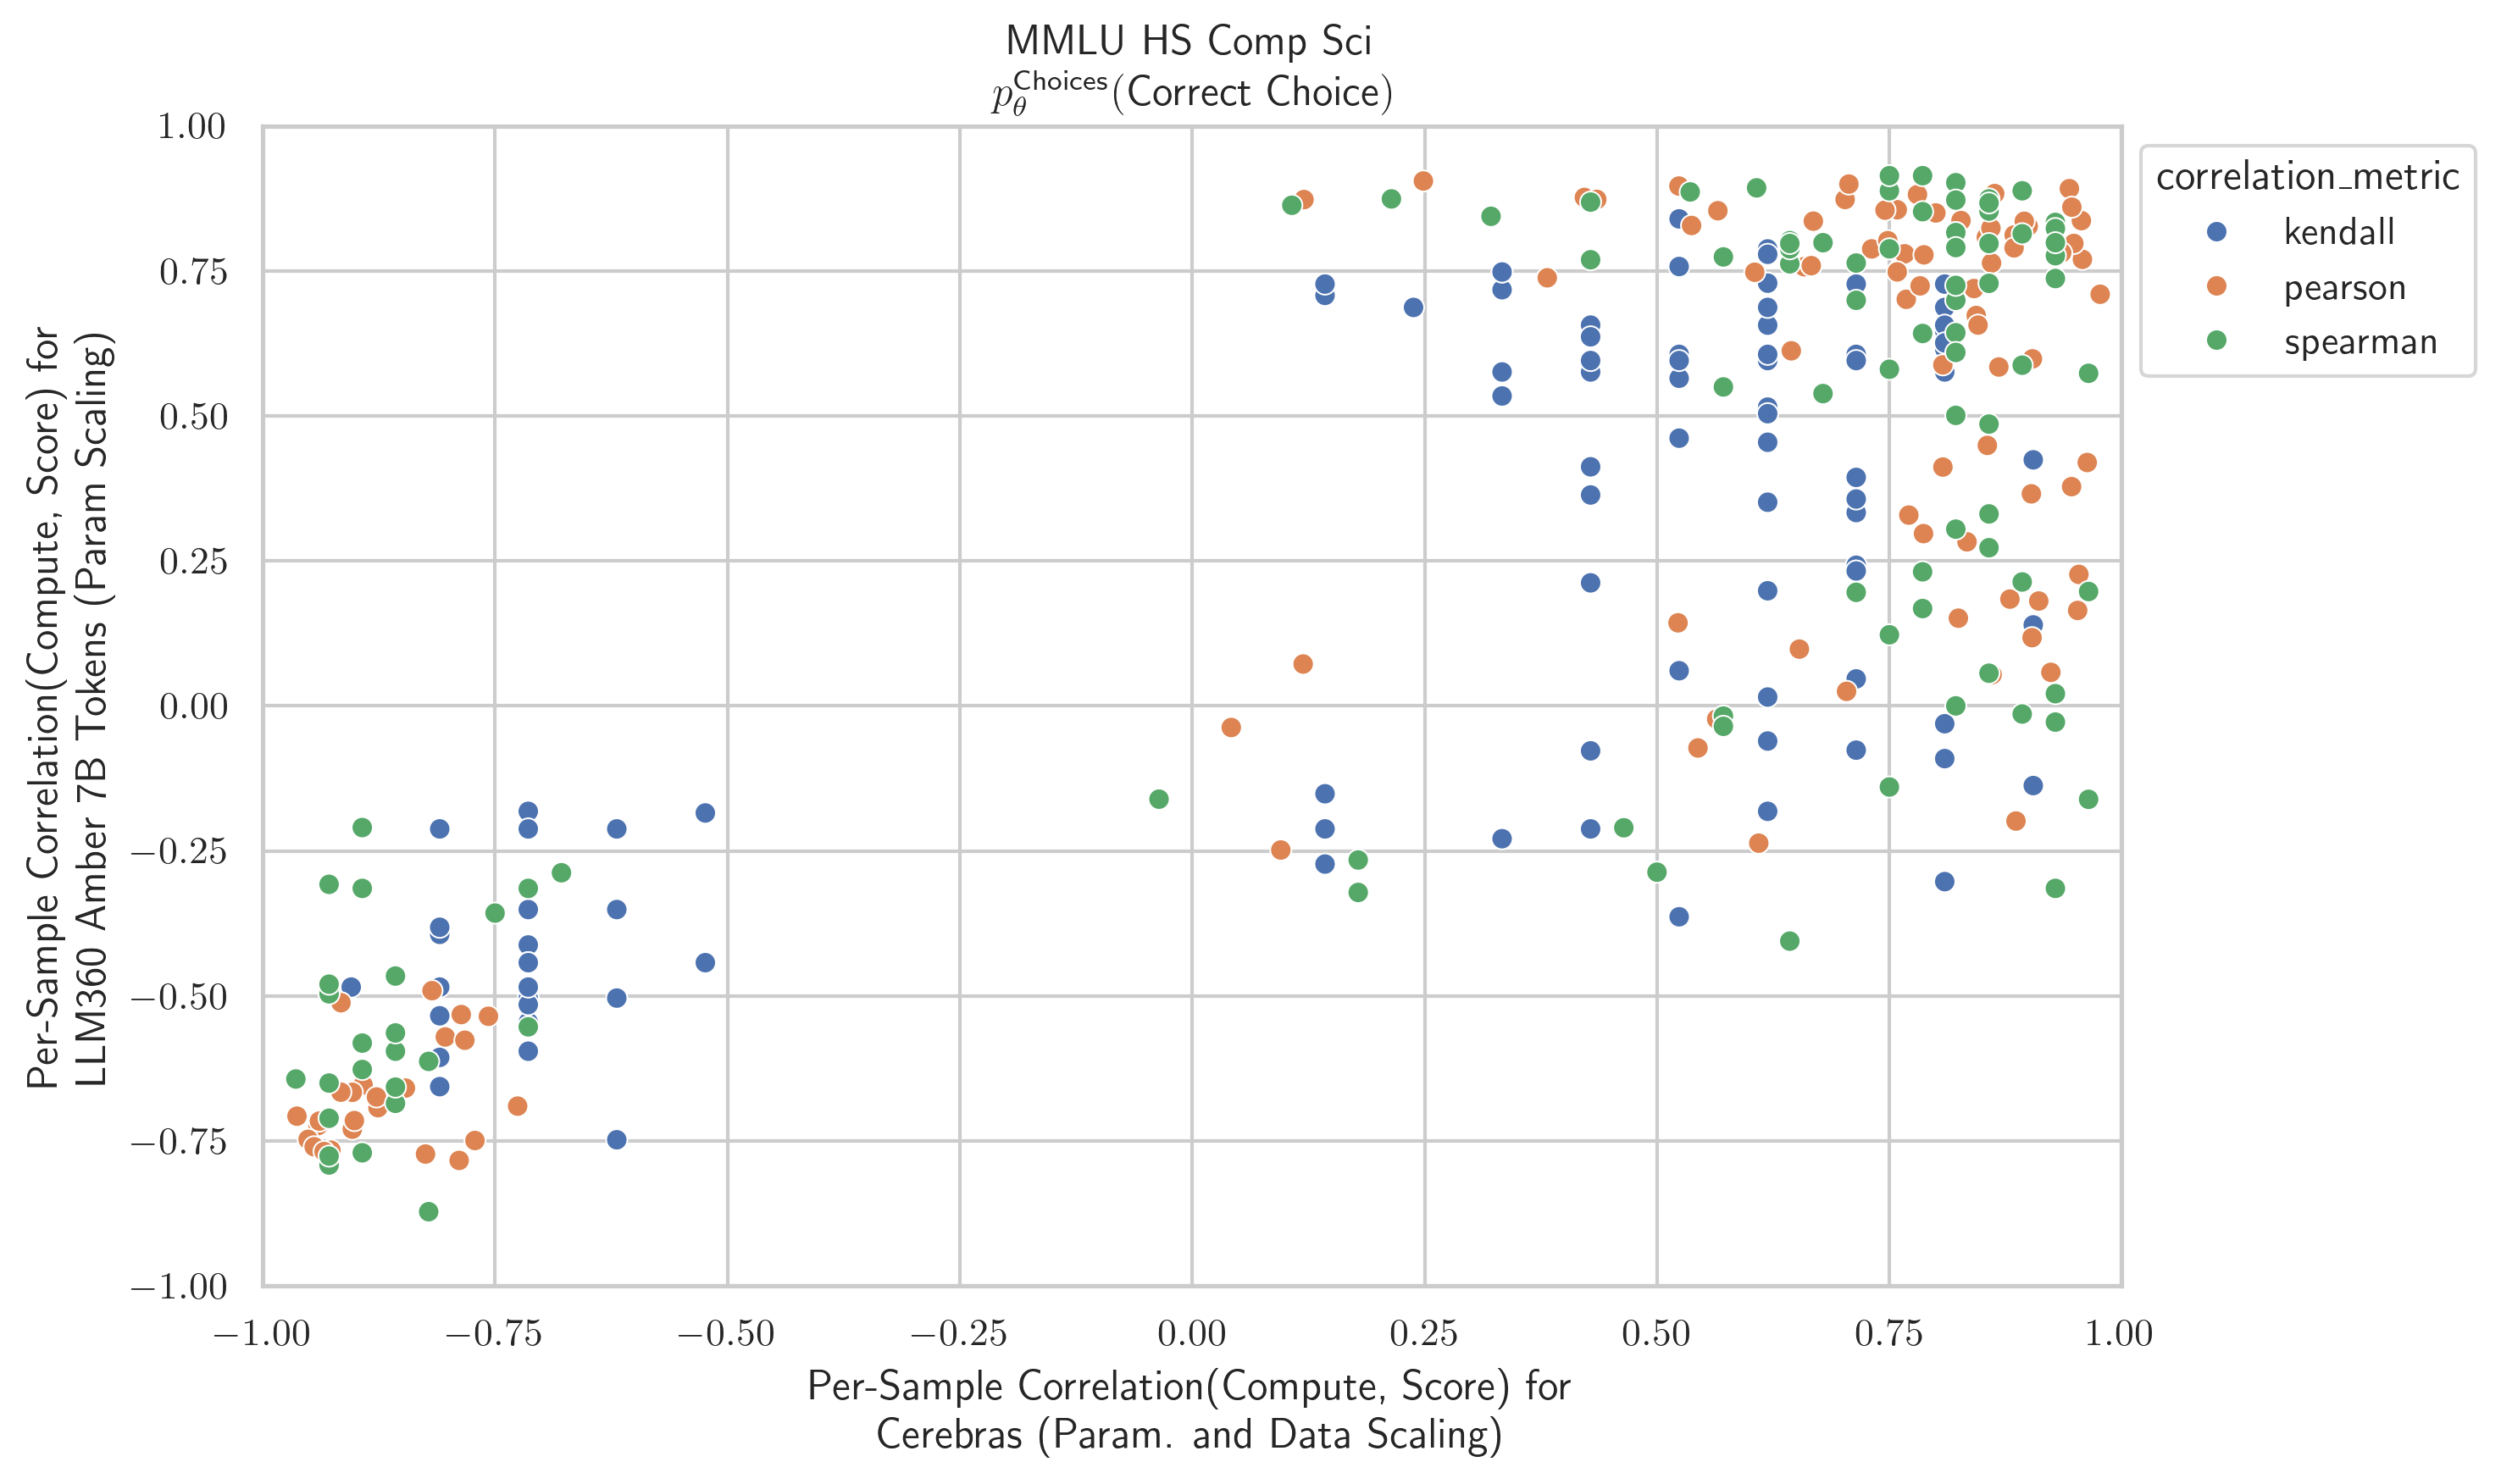 MMLU HS Comp Sci
p_θ^Choices(Correct Choice)
1.00
0.75
0.50
0.25
0.00
−0.25
−0.50
−0.75
−1.00
Per-Sample Correlation(Compute, Score) for
LLM360 Amber 7B Tokens (Param Scaling)
correlation_metric
kendall
pearson
spearman
−1.00 −0.75 −0.50 −0.25 0.00 0.25 0.50 0.75 1.00
Per-Sample Correlation(Compute, Score) for
Cerebras (Param. and Data Scaling)